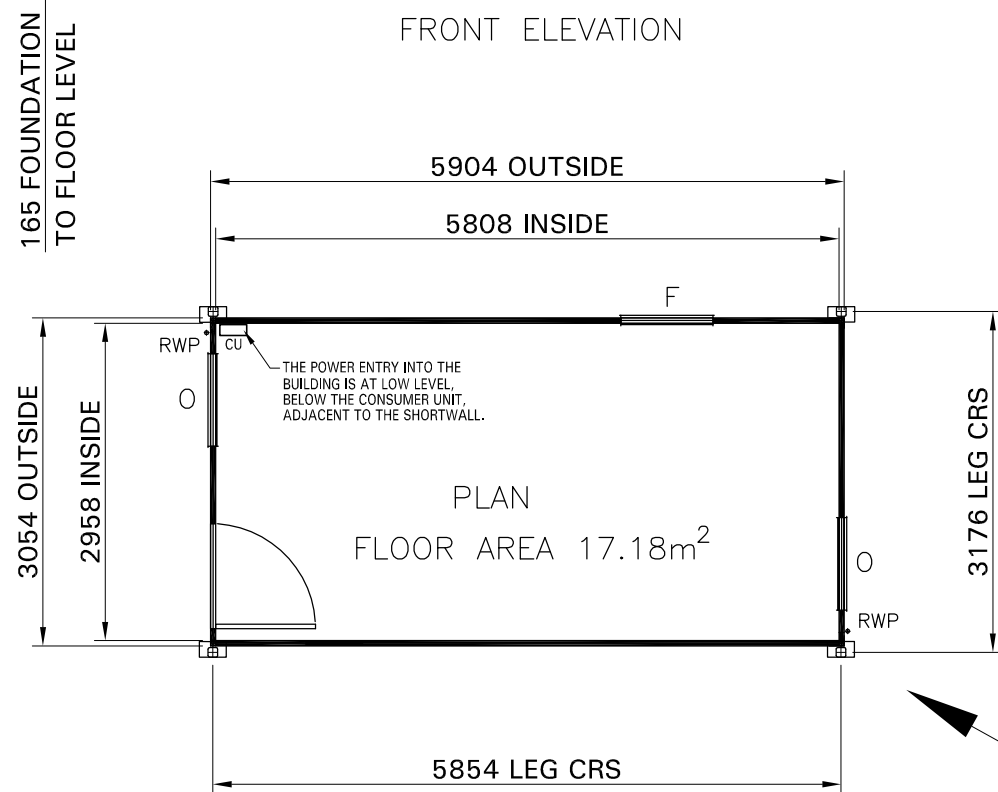 FRONT ELEVATION
165 FOUNDATION
TO FLOOR LEVEL
5904 OUTSIDE
5808 INSIDE
F
RWP
CU
THE POWER ENTRY INTO THE
BUILDING IS AT LOW LEVEL,
BELOW THE CONSUMER UNIT,
ADJACENT TO THE SHORTWALL.
O
3054 OUTSIDE
2958 INSIDE
PLAN
FLOOR AREA 17.18m²
3176 LEG CRS
O
RWP
5854 LEG CRS